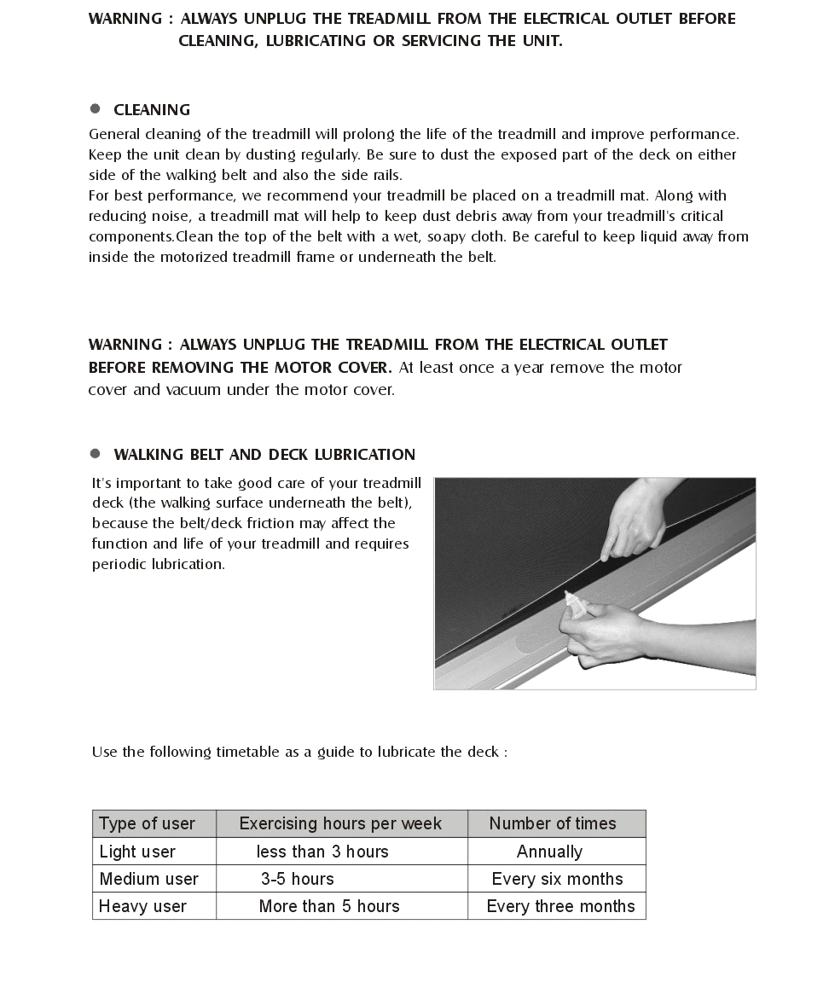 WARNING : ALWAYS UNPLUG THE TREADMILL FROM THE ELECTRICAL OUTLET BEFORE
CLEANING, LUBRICATING OR SERVICING THE UNIT.
● CLEANING
General cleaning of the treadmill will prolong the life of the treadmill and improve performance.
Keep the unit clean by dusting regularly. Be sure to dust the exposed part of the deck on either
side of the walking belt and also the side rails.
For best performance, we recommend your treadmill be placed on a treadmill mat. Along with
reducing noise, a treadmill mat will help to keep dust debris away from your treadmill's critical
components.Clean the top of the belt with a wet, soapy cloth. Be careful to keep liquid away from
inside the motorized treadmill frame or underneath the belt.
WARNING : ALWAYS UNPLUG THE TREADMILL FROM THE ELECTRICAL OUTLET
BEFORE REMOVING THE MOTOR COVER. At least once a year remove the motor
cover and vacuum under the motor cover.
● WALKING BELT AND DECK LUBRICATION
It's important to take good care of your treadmill
deck (the walking surface underneath the belt),
because the belt/deck friction may affect the
function and life of your treadmill and requires
periodic lubrication.
Use the following timetable as a guide to lubricate the deck :
Type of user Exercising hours per week Number of times
Light user less than 3 hours Annually
Medium user 3-5 hours Every six months
Heavy user More than 5 hours Every three months